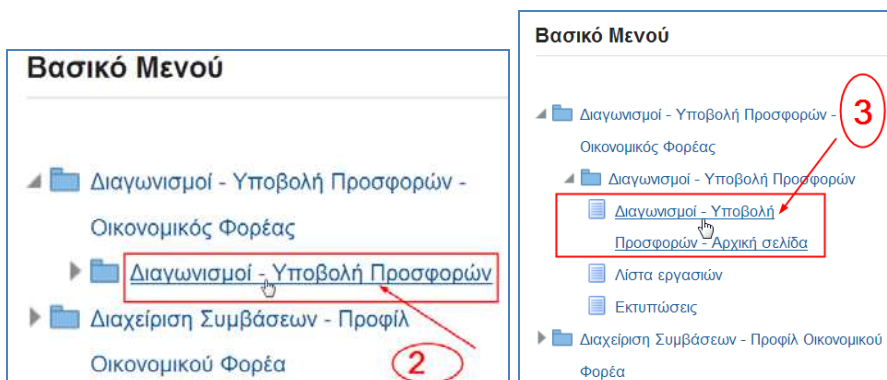 Βασικό Μενού
Διαγωνισμοί - Υποβολή Προσφορών -
Οικονομικός Φορέας
Διαγωνισμοί - Υποβολή Προσφορών
Διαχείριση Συμβάσεων - Προφίλ
Οικονομικού Φορέα
2
Βασικό Μενού
Διαγωνισμοί - Υποβολή Προσφορών -
3
Οικονομικός Φορέας
Διαγωνισμοί - Υποβολή Προσφορών
Διαγωνισμοί - Υποβολή
Προσφορών - Αρχική σελίδα
Λίστα εργασιών
Εκτυπώσεις
Διαχείριση Συμβάσεων - Προφίλ Οικονομικού
Φορέα